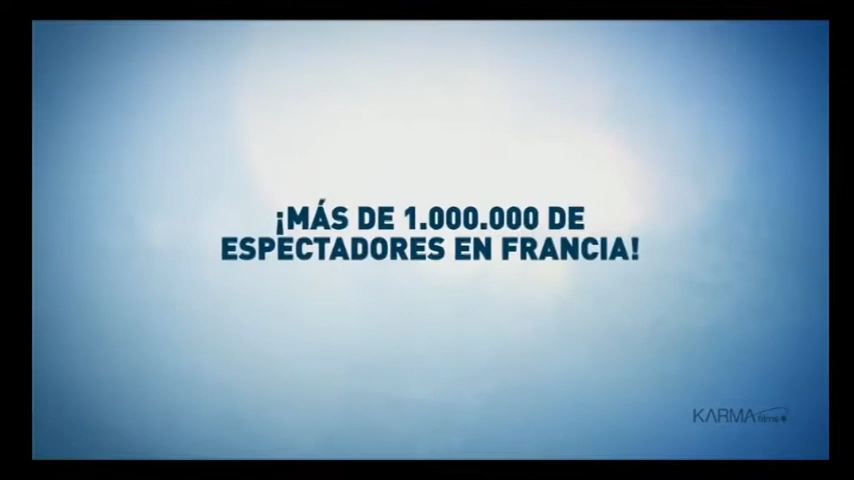 ¡MÁS DE 1.000.000 DE
ESPECTADORES EN FRANCIA!
KARMA films